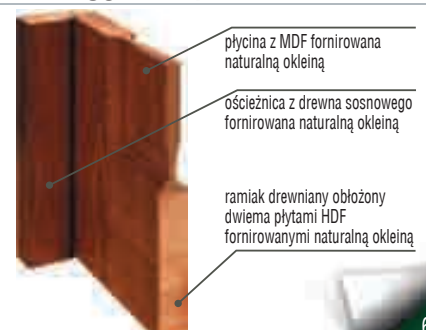 płycina z MDF fornirowana
naturalną okleiną
ościeżnica z drewna sosnowego
fornirowana naturalną okleiną
ramiak drewniany obłożony
dwiema płytami HDF
fornirowanymi naturalną okleiną